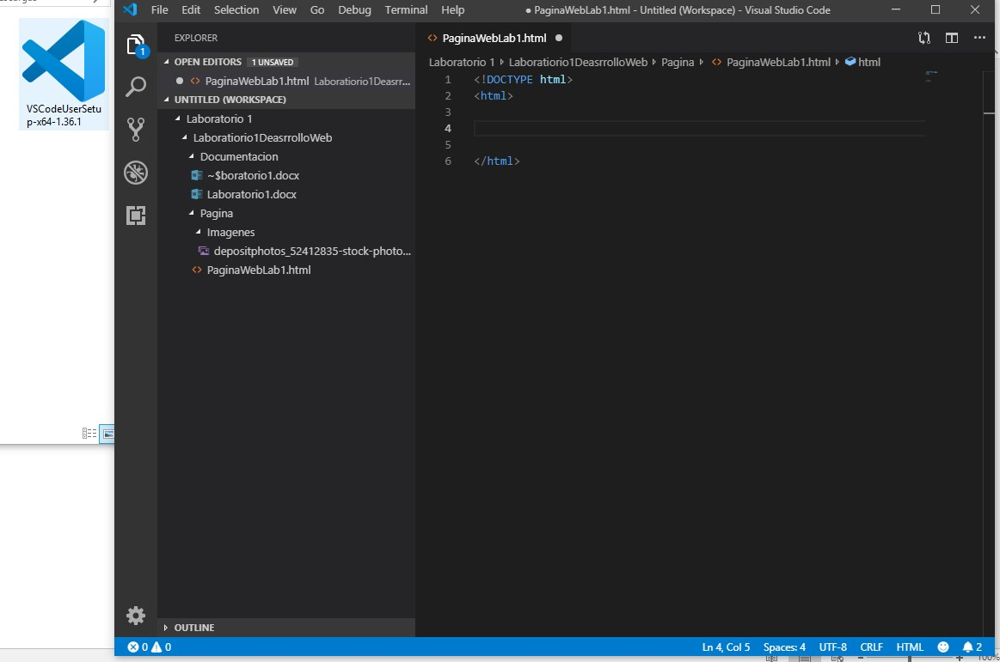 VSCodeUserSetu
p-x64-1.36.1
File Edit Selection View Go Debug Terminal Help ● PaginaWebLab1.html - Untitled (Workspace) - Visual Studio Code
1
EXPLORER
OPEN EDITORS 1 UNSAVED
PaginaWebLab1.html Laboratiorio1Deasrr...
UNTITLED (WORKSPACE)
Laboratorio 1
Laboratiorio1DeasrrolloWeb
Documentacion
~$boratorio1.docx
Laboratorio1.docx
Pagina
Imagenes
depositphotos_52412835-stock-photo...
PaginaWebLab1.html
OUTLINE
PaginaWebLab1.html
Laboratorio 1 Laboratiorio1DeasrrolloWeb Pagina PaginaWebLab1.html html
1 <!DOCTYPE html>
2 <html>
3
4
5
6 </html>
0 0 Ln 4, Col 5 Spaces: 4 UTF-8 CRLF HTML 2
100%